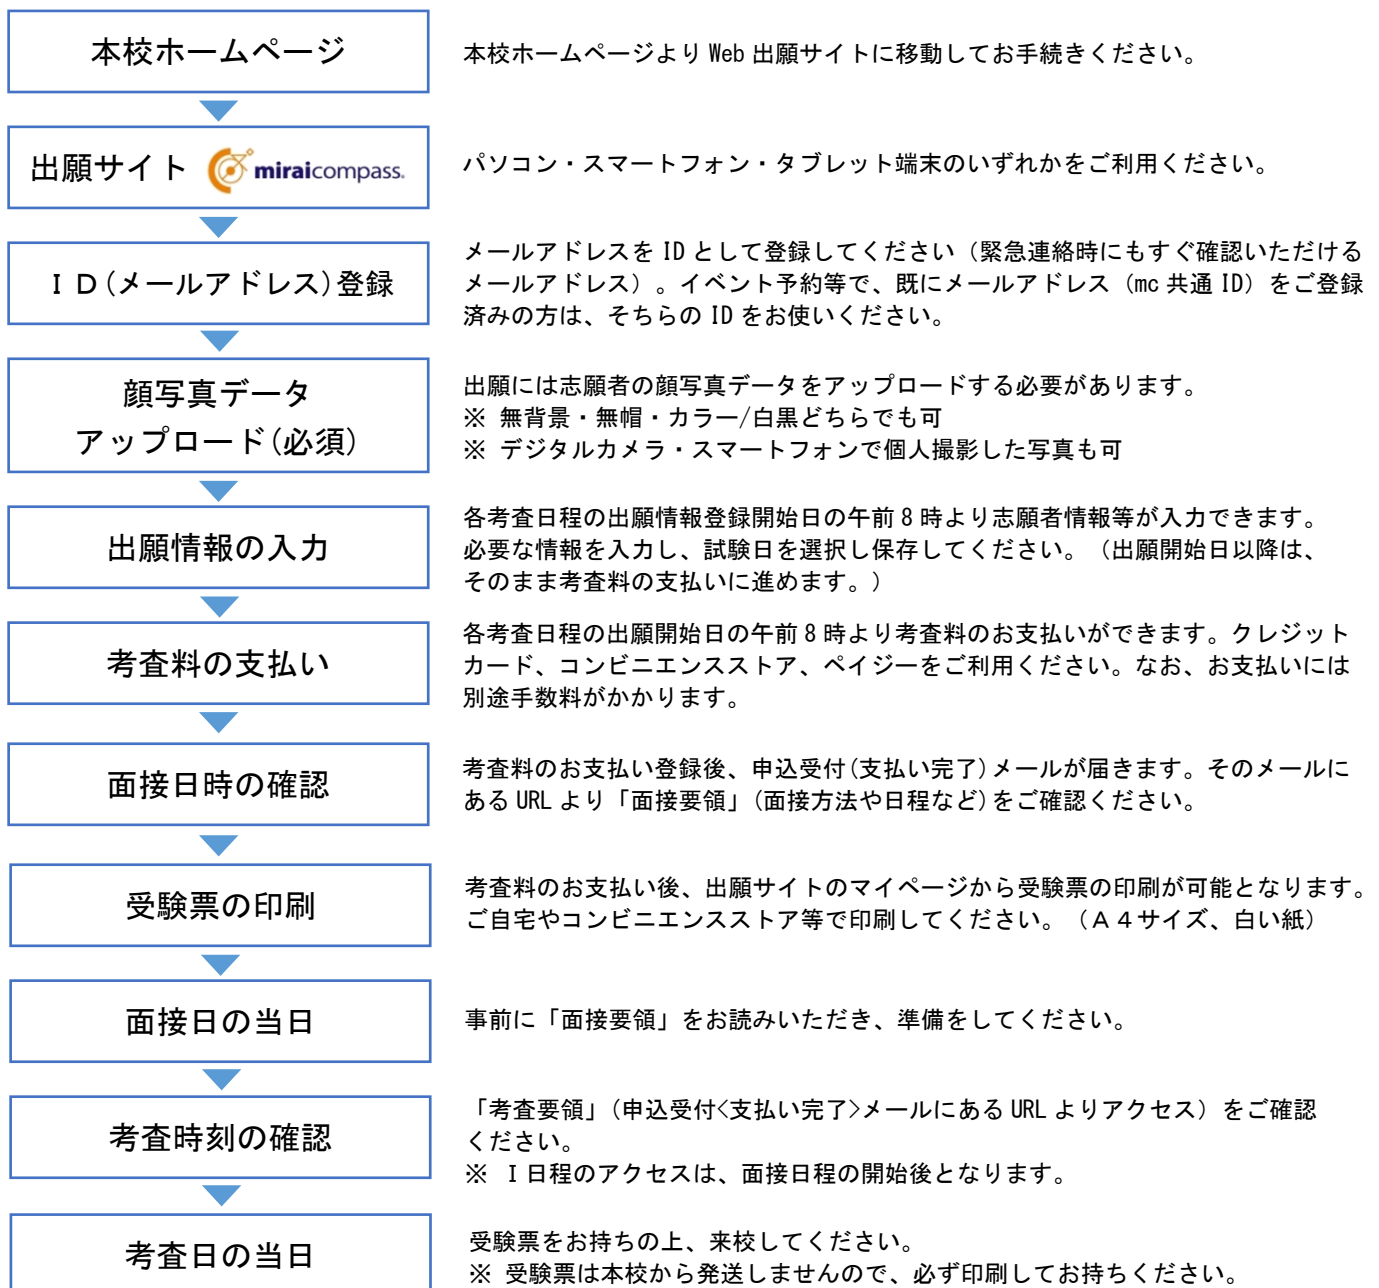 本校ホームページ
本校ホームページより Web 出願サイトに移動してお手続きください。
出願サイト miraicompass.
パソコン・スマートフォン・タブレット端末のいずれかをご利用ください。
ＩＤ(メールアドレス)登録
メールアドレスを ID として登録してください（緊急連絡時にもすぐ確認いただける
メールアドレス）。イベント予約等で、既にメールアドレス（mc 共通 ID）をご登録
済みの方は、そちらの ID をお使いください。
顔写真データ
アップロード(必須)
出願には志願者の顔写真データをアップロードする必要があります。
※ 無背景・無帽・カラー/白黒どちらでも可
※ デジタルカメラ・スマートフォンで個人撮影した写真も可
出願情報の入力
各考査日程の出願情報登録開始日の午前 8 時より志願者情報等が入力できます。
必要な情報を入力し、試験日を選択し保存してください。（出願開始日以降は、
そのまま考査料の支払いに進めます。）
考査料の支払い
各考査日程の出願開始日の午前 8 時より考査料のお支払いができます。クレジット
カード、コンビニエンスストア、ペイジーをご利用ください。なお、お支払いには
別途手数料がかかります。
面接日時の確認
考査料のお支払い登録後、申込受付(支払い完了)メールが届きます。そのメールに
ある URL より「面接要領」(面接方法や日程など)をご確認ください。
受験票の印刷
考査料のお支払い後、出願サイトのマイページから受験票の印刷が可能となります。
ご自宅やコンビニエンスストア等で印刷してください。（Ａ４サイズ、白い紙）
面接日の当日
事前に「面接要領」をお読みいただき、準備をしてください。
考査時刻の確認
「考査要領」(申込受付<支払い完了>メールにある URL よりアクセス）をご確認
ください。
※ Ｉ日程のアクセスは、面接日程の開始後となります。
考査日の当日
受験票をお持ちの上、来校してください。
※ 受験票は本校から発送しませんので、必ず印刷してお持ちください。